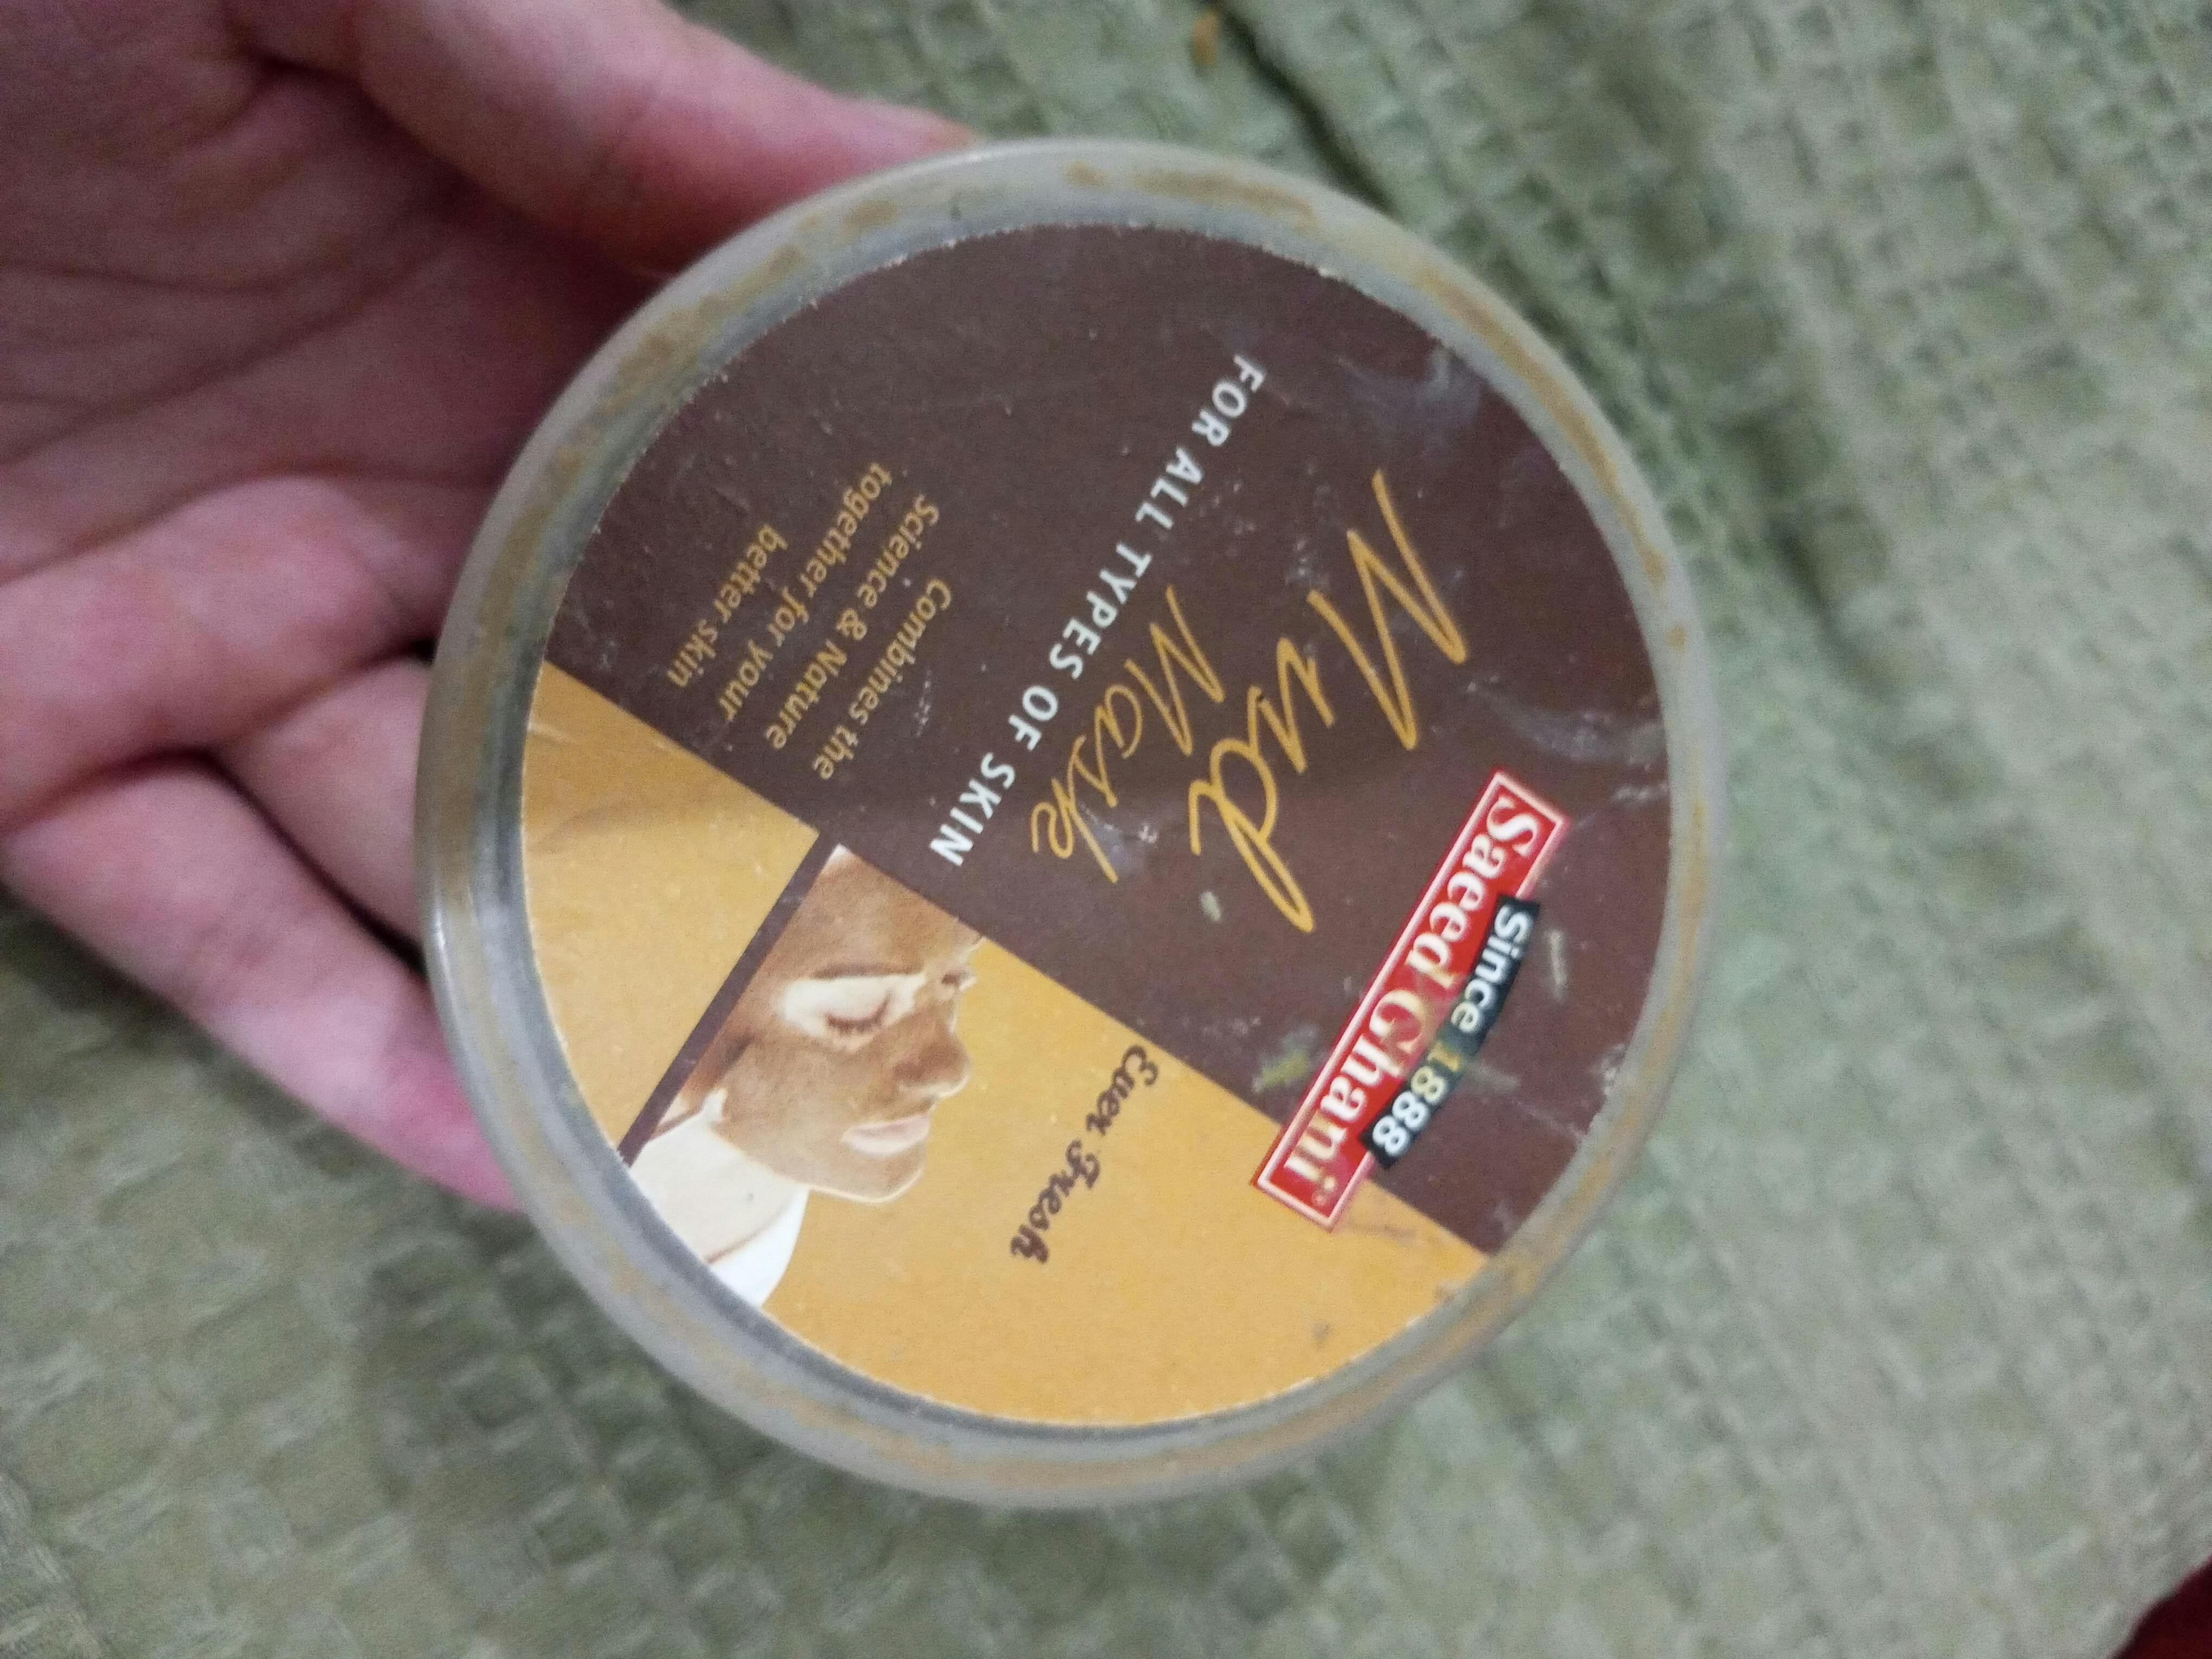 Since 1888
Saeed Ghani
Mud
Mask
FOR ALL TYPES OF SKIN
Combines the
Science & Nature
together for your
better skin
Ever Fresh